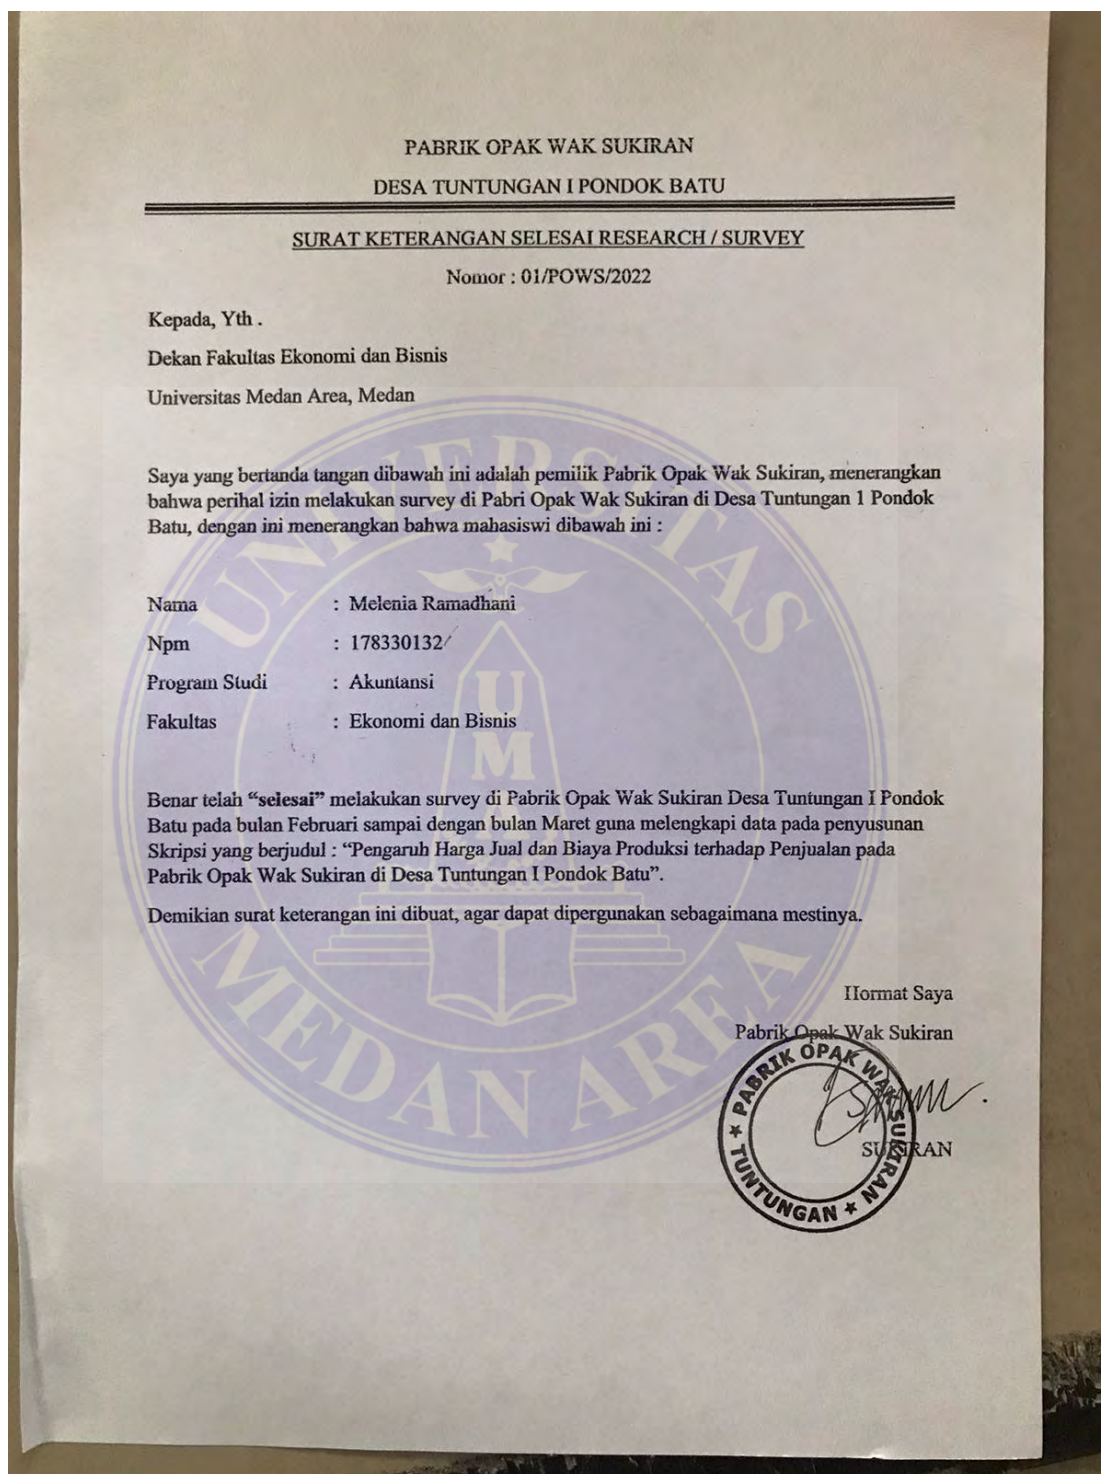 PABRIK OPAK WAK SUKIRAN
DESA TUNTUNGAN I PONDOK BATU
SURAT KETERANGAN SELESAI RESEARCH / SURVEY
Nomor : 01/POWS/2022
Kepada, Yth .
Dekan Fakultas Ekonomi dan Bisnis
Universitas Medan Area, Medan
Saya yang bertanda tangan dibawah ini adalah pemilik Pabrik Opak Wak Sukiran, menerangkan
bahwa perihal izin melakukan survey di Pabri Opak Wak Sukiran di Desa Tuntungan 1 Pondok
Batu, dengan ini menerangkan bahwa mahasiswi dibawah ini :
Nama : Melenia Ramadhani
Npm : 178330132
Program Studi : Akuntansi
Fakultas : Ekonomi dan Bisnis
Benar telah “selesai” melakukan survey di Pabrik Opak Wak Sukiran Desa Tuntungan I Pondok
Batu pada bulan Februari sampai dengan bulan Maret guna melengkapi data pada penyusunan
Skripsi yang berjudul : “Pengaruh Harga Jual dan Biaya Produksi terhadap Penjualan pada
Pabrik Opak Wak Sukiran di Desa Tuntungan I Pondok Batu”.
Demikian surat keterangan ini dibuat, agar dapat dipergunakan sebagaimana mestinya.
Hormat Saya
Pabrik Opak Wak Sukiran
SUKIRAN
PABRIK OPAK WAK SUKIRAN
TUNTUNGAN
UNIVERSITAS
MEDAN AREA
UMA